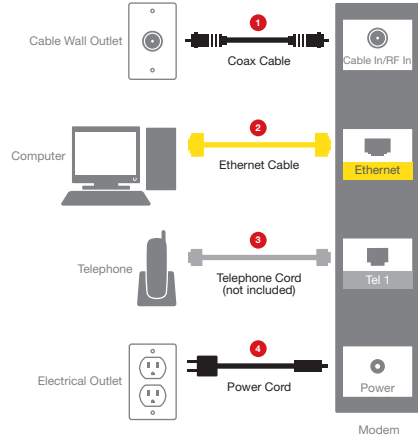 1
Cable Wall Outlet
Coax Cable
Cable In/RF In
2
Computer
Ethernet Cable
Ethernet
3
Telephone
Telephone Cord
(not included)
Tel 1
4
Electrical Outlet
Power Cord
Power
Modem